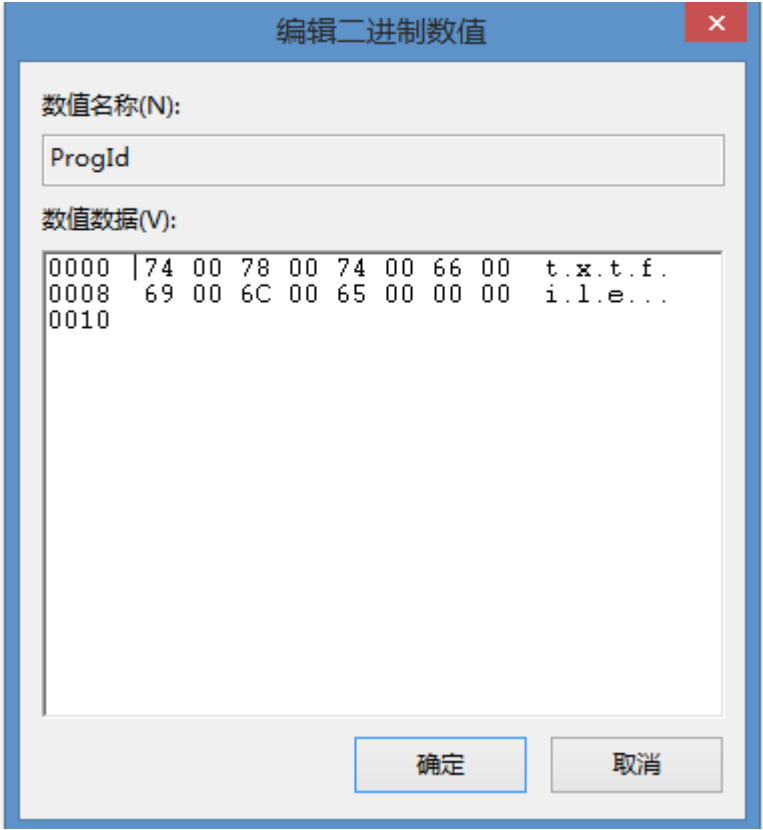 编辑二进制数值
×
数值名称(N):
ProgId
数值数据(V):
0000 74 00 78 00 74 00 66 00 t.x.t.f.
0008 69 00 6C 00 65 00 00 00 i.l.e...
0010
确定 取消